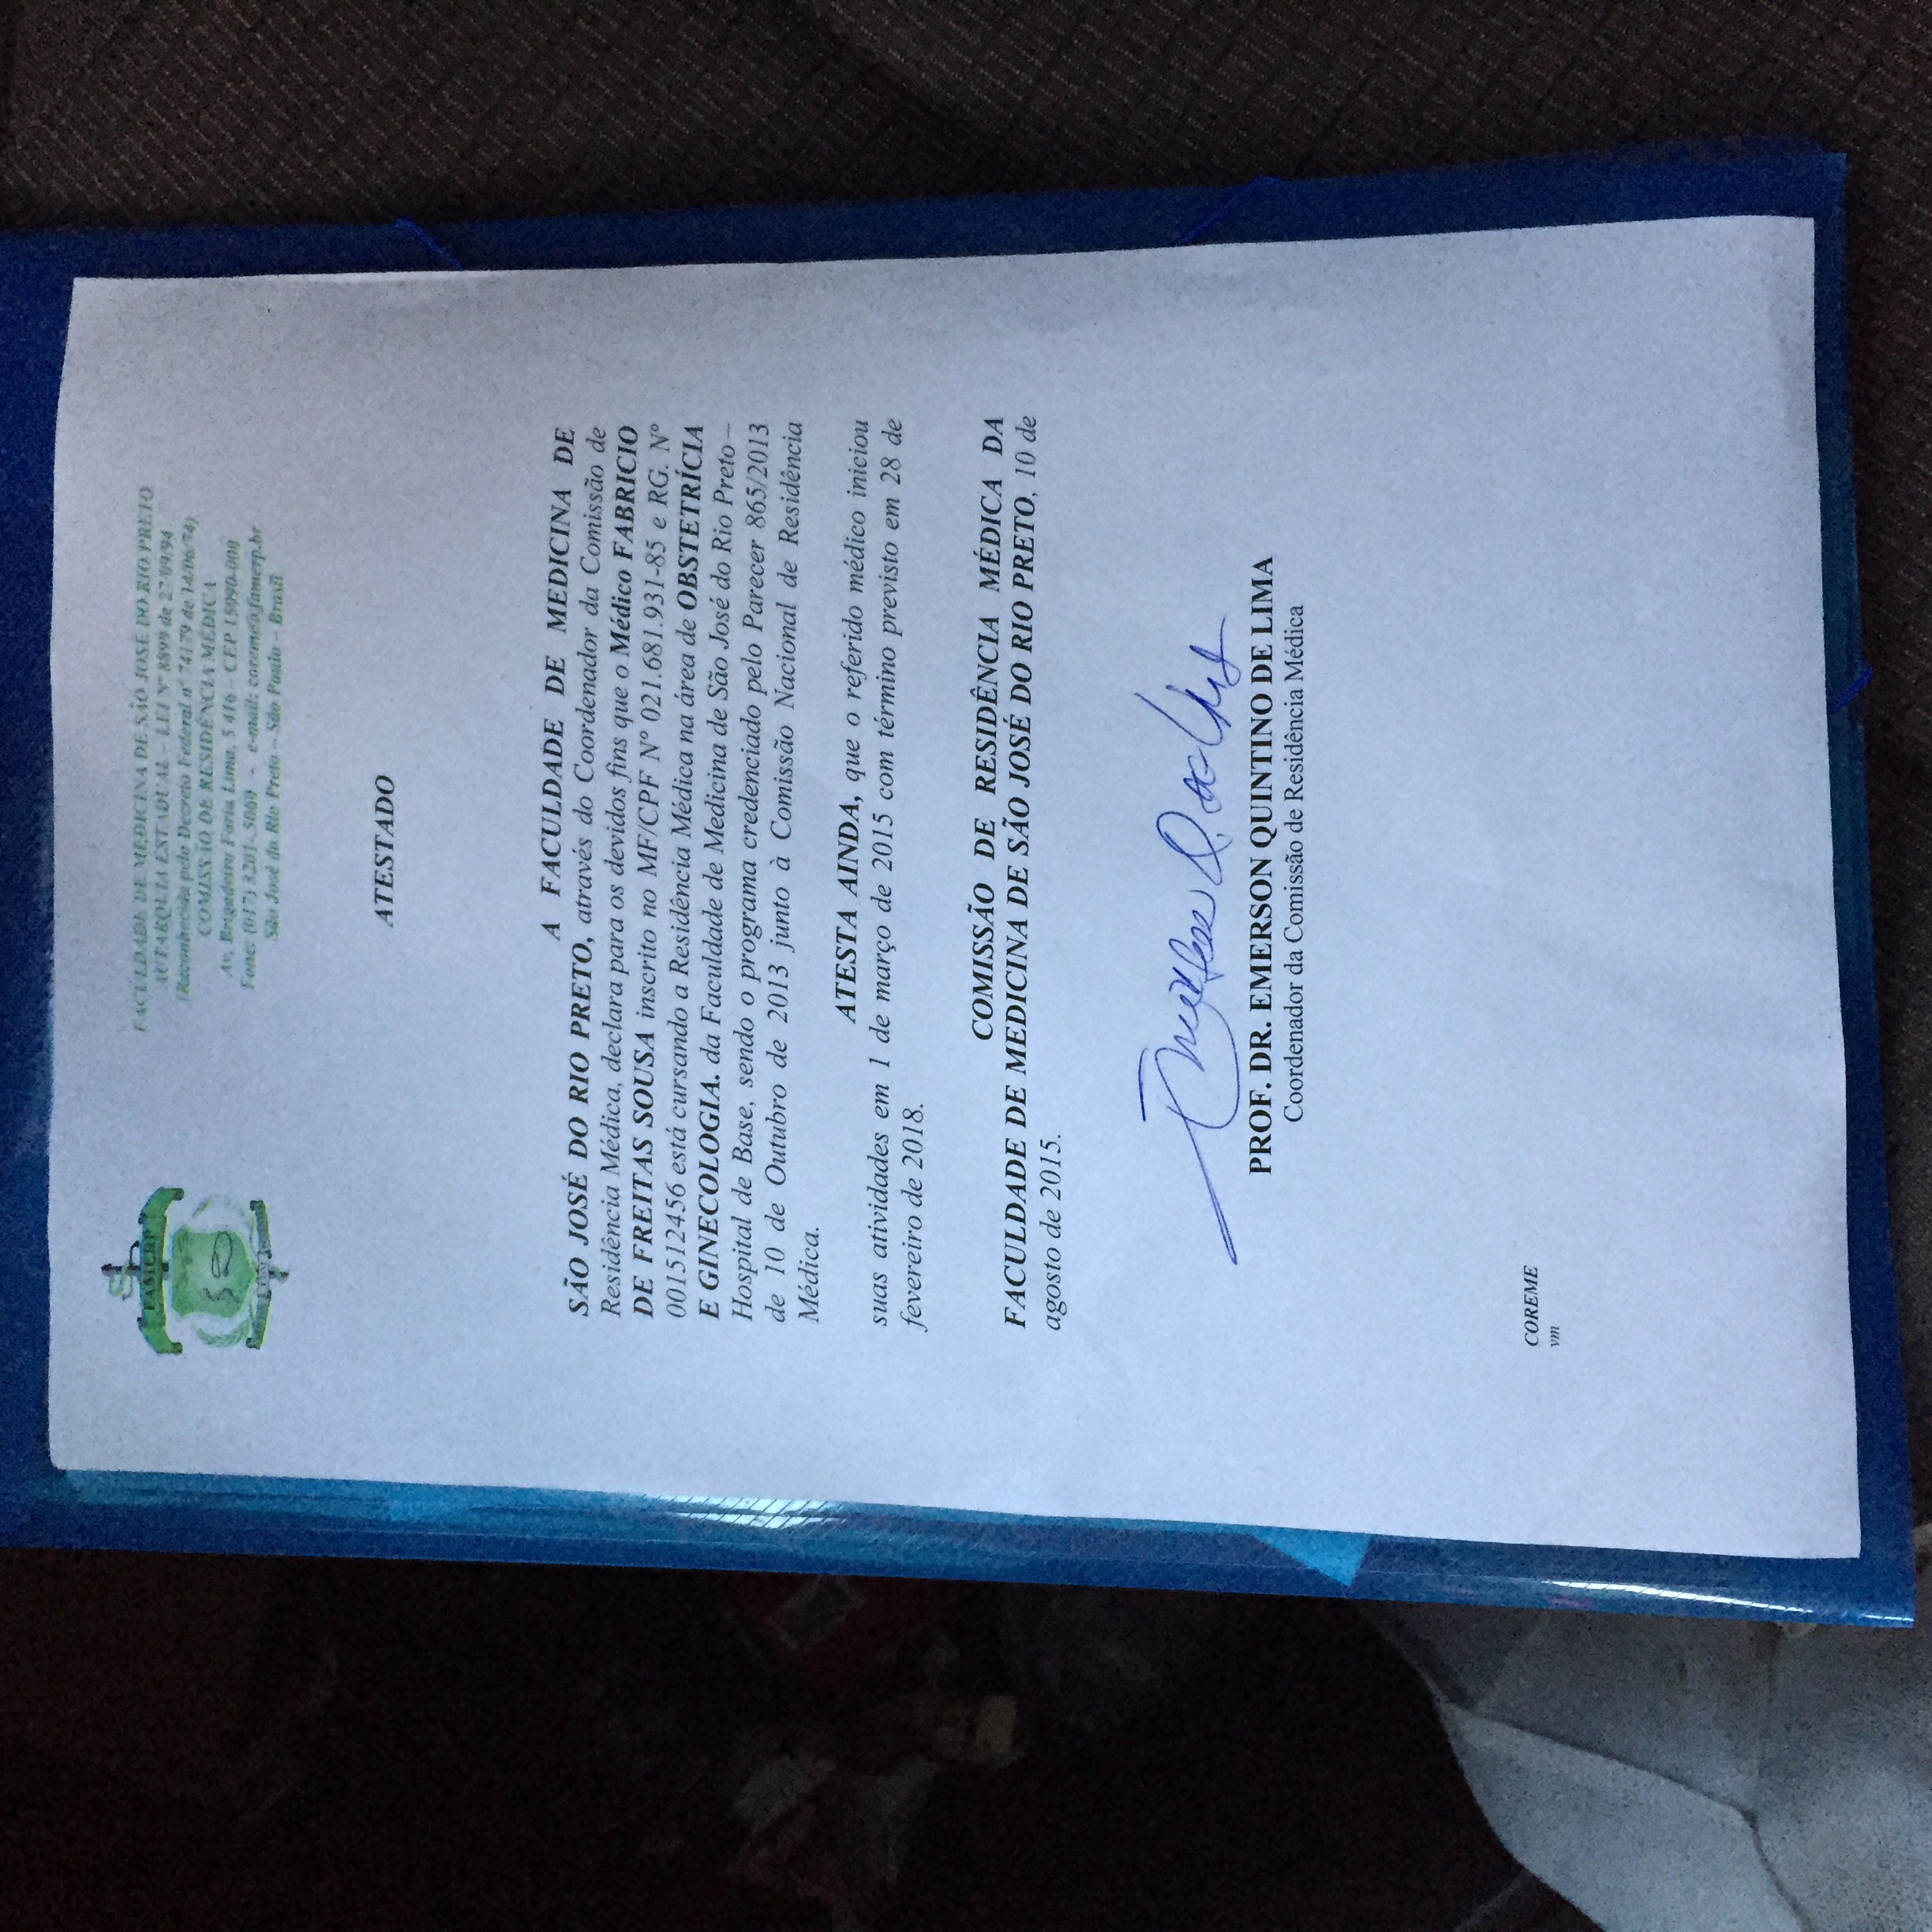 FAMERP
FACULDADE DE MEDICINA DE SÃO JOSÉ DO RIO PRETO
AUTARQUIA ESTADUAL - LEI Nº 8899 de 27/09/94
(Reconhecida pelo Decreto Federal nº 74179 de 14/06/74)
COMISSÃO DE RESIDÊNCIA MÉDICA
Av. Brigadeiro Faria Lima, 5 416 - CEP 15090-000
Fone: (017) 3201-5060 - e-mail: coreme@famerp.br
São José do Rio Preto – São Paulo – Brasil
ATESTADO
A FACULDADE DE MEDICINA DE
SÃO JOSÉ DO RIO PRETO, através do Coordenador da Comissão de
Residência Médica, declara para os devidos fins que o Médico FABRICIO
DE FREITAS SOUSA inscrito no MF/CPF Nº 021.681.931-85 e RG. Nº
001512456 está cursando a Residência Médica na área de OBSTETRÍCIA
E GINECOLOGIA. da Faculdade de Medicina de São José do Rio Preto –
Hospital de Base, sendo o programa credenciado pelo Parecer 865/2013
de 10 de Outubro de 2013 junto à Comissão Nacional de Residência
Médica.
ATESTA AINDA, que o referido médico iniciou
suas atividades em 1 de março de 2015 com término previsto em 28 de
fevereiro de 2018.
COMISSÃO DE RESIDÊNCIA MÉDICA DA
FACULDADE DE MEDICINA DE SÃO JOSÉ DO RIO PRETO, 10 de
agosto de 2015.
PROF. DR. EMERSON QUINTINO DE LIMA
Coordenador da Comissão de Residência Médica
COREME
vm